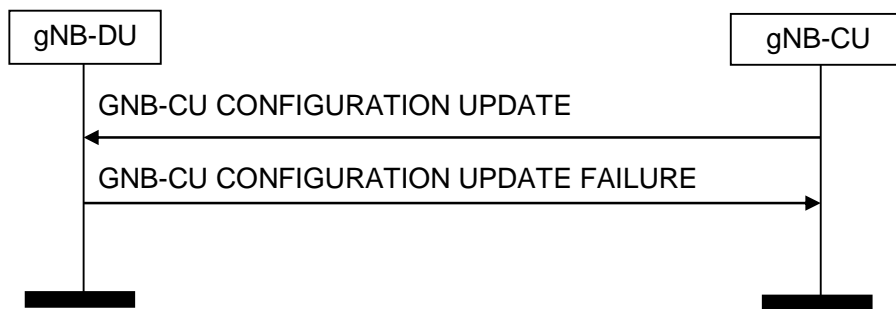 gNB-DU
gNB-CU
GNB-CU CONFIGURATION UPDATE
GNB-CU CONFIGURATION UPDATE FAILURE